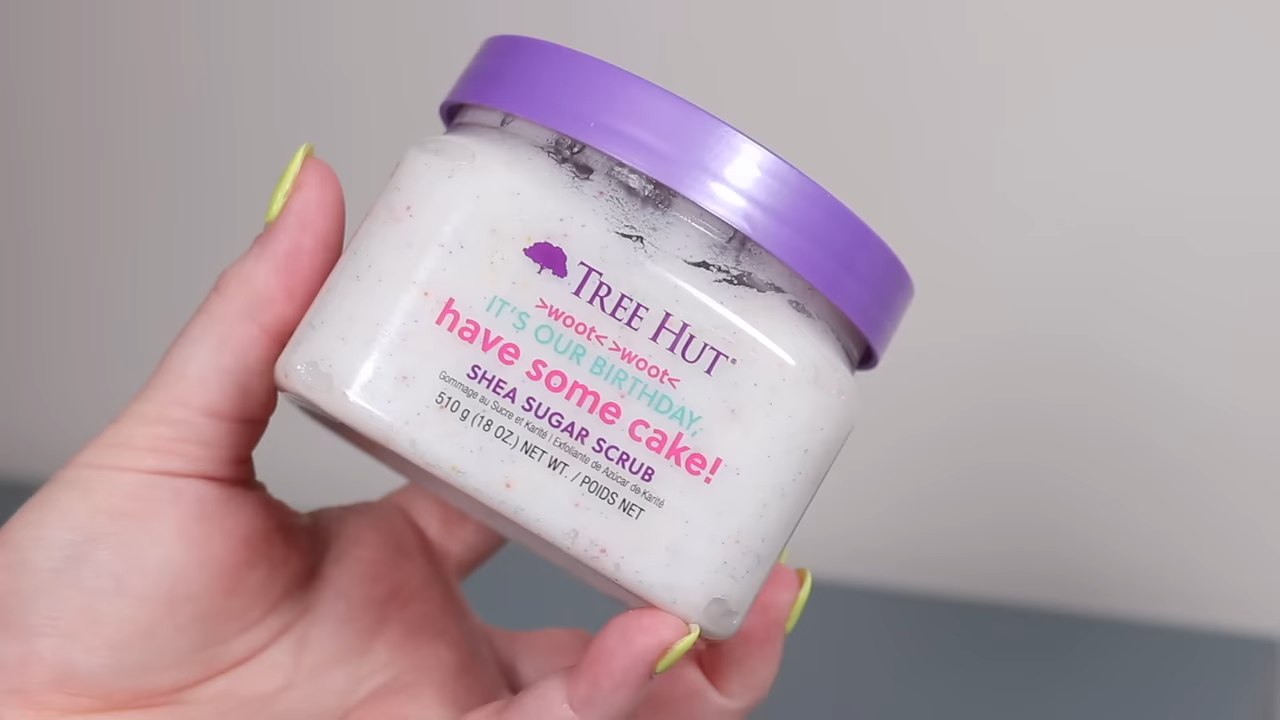 TREE HUT®
>woot< >woot<
IT'S OUR BIRTHDAY,
have some cake!
SHEA SUGAR SCRUB
Gommage au Sucre et Karité | Exfoliante de Azúcar de Karité
510 g (18 OZ.) NET WT. / POIDS NET